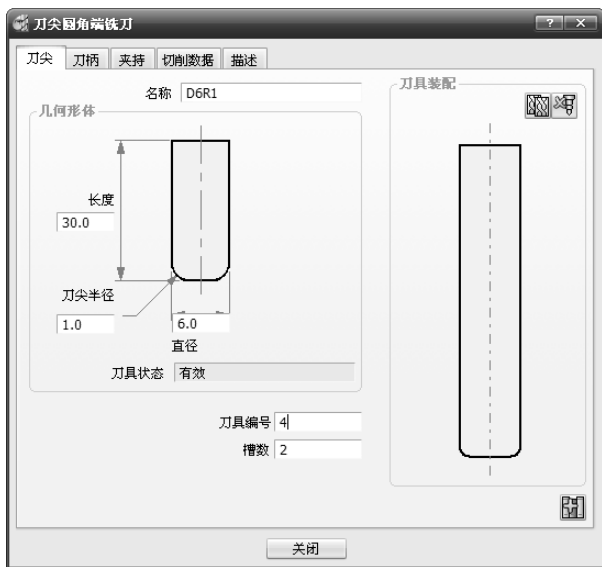 刀尖圆角端铣刀
刀尖 刀柄 夹持 切削数据 描述
名称 D6R1
几何形体
长度
30.0
刀尖半径
1.0
6.0
直径
刀具状态 有效
刀具编号 4
槽数 2
刀具装配
关闭